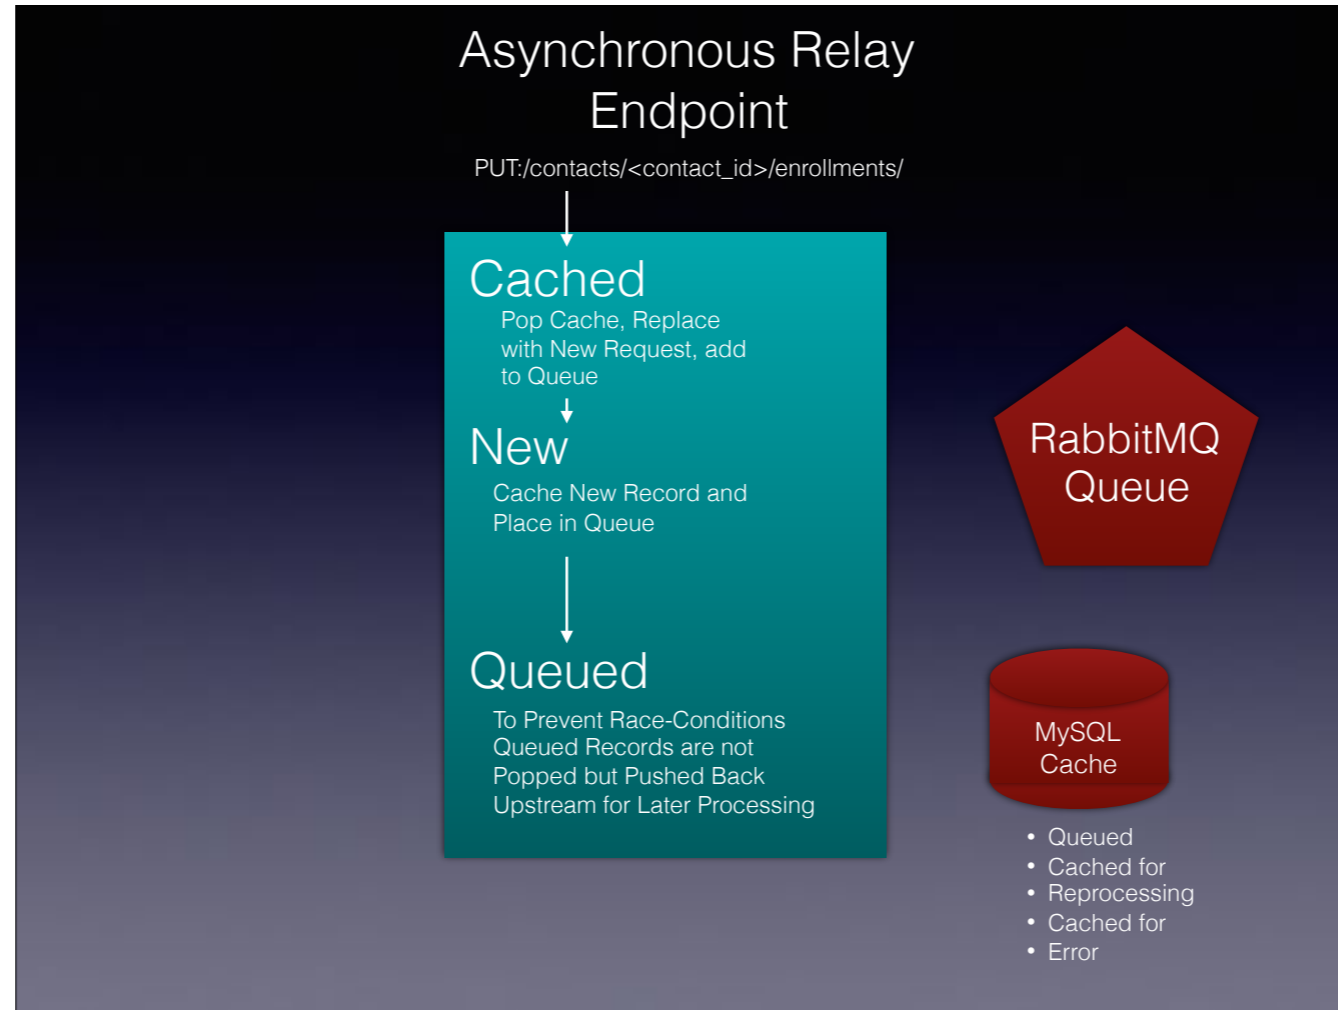 Asynchronous Relay
Endpoint
PUT:/contacts/<contact_id>/enrollments/
Cached
Pop Cache, Replace
with New Request, add
to Queue
New
Cache New Record and
Place in Queue
Queued
To Prevent Race-Conditions
Queued Records are not
Popped but Pushed Back
Upstream for Later Processing
RabbitMQ
Queue
MySQL
Cache
• Queued
• Cached for
• Reprocessing
• Cached for
• Error